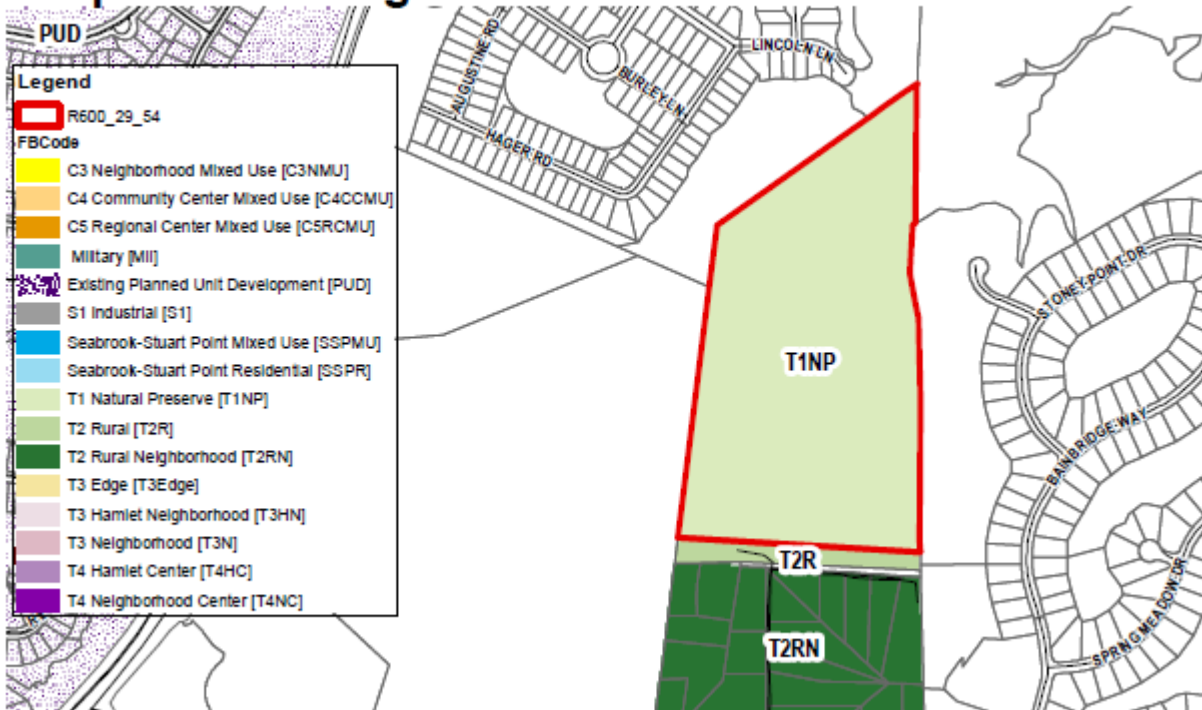 PUD
Legend
R600_29_54
FBCode
C3 Neighborhood Mixed Use [C3NMU]
C4 Community Center Mixed Use [C4CCMU]
C5 Regional Center Mixed Use [C5RCMU]
Military [Mil]
Existing Planned Unit Development [PUD]
S1 Industrial [S1]
Seabrook-Stuart Point Mixed Use [SSPMU]
Seabrook-Stuart Point Residential [SSPR]
T1 Natural Preserve [T1NP]
T2 Rural [T2R]
T2 Rural Neighborhood [T2RN]
T3 Edge [T3Edge]
T3 Hamlet Neighborhood [T3HN]
T3 Neighborhood [T3N]
T4 Hamlet Center [T4HC]
T4 Neighborhood Center [T4NC]
AUGUSTINE RD
HAGER RD
BURLEY LN
LINCOLN LN
STONEY POINT DR
BAINBRIDGE WAY
SPRING MEADOW DR
T1NP
T2R
T2RN